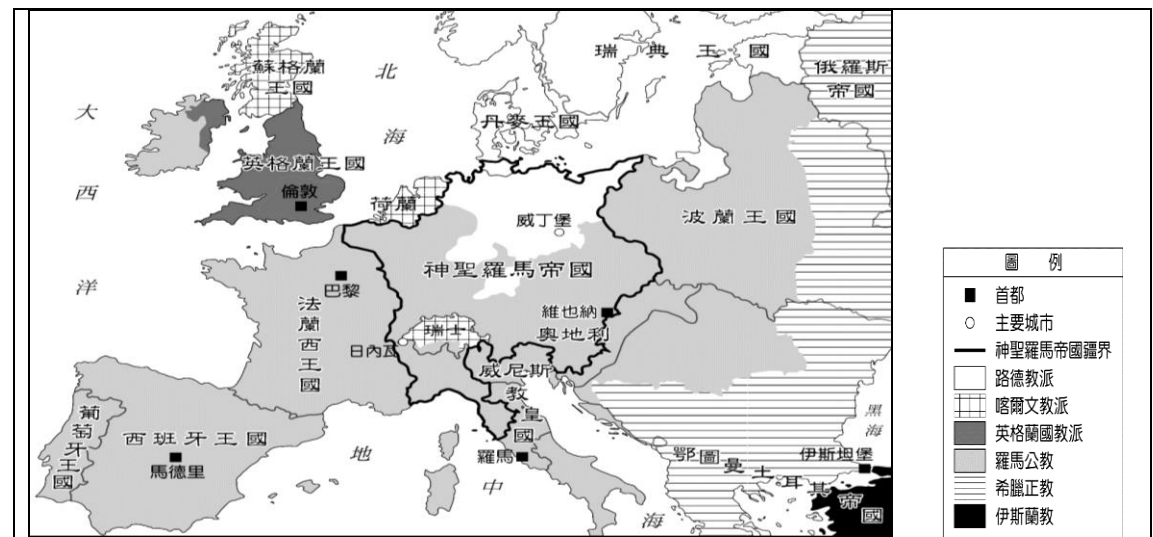 瑞典王國
俄羅斯
帝國
蘇格蘭
王國
北
海
大
西
洋
丹麥王國
英格蘭王國
倫敦
荷蘭
威丁堡
波蘭王國
神聖羅馬帝國
巴黎
法蘭西王國
維也納
奧地利
瑞士
日內瓦
威尼斯
教皇國
黑海
葡萄牙王國
西班牙王國
馬德里
地
中
海
羅馬
鄂圖曼土耳其帝國
伊斯坦堡
圖例
首都
主要城市
神聖羅馬帝國疆界
路德教派
喀爾文教派
英格蘭國教派
羅馬公教
希臘正教
伊斯蘭教